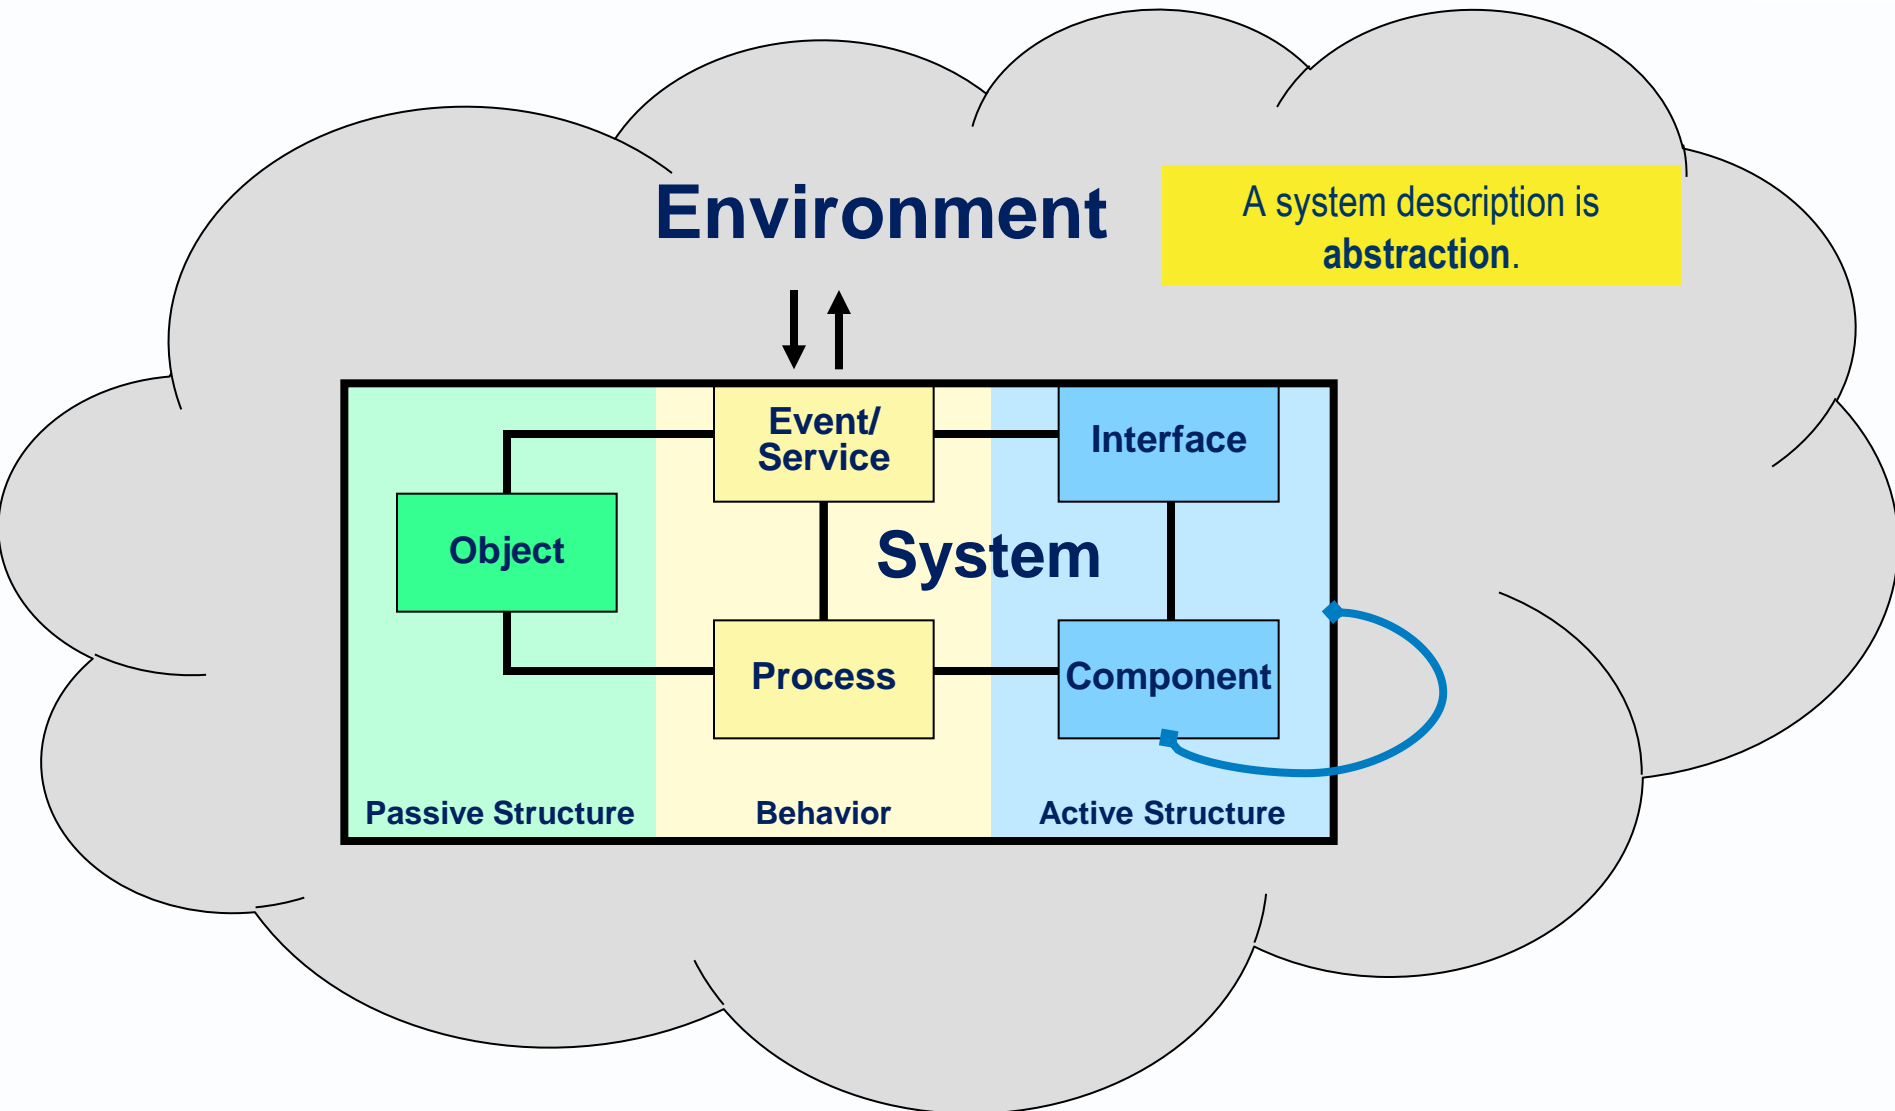 Environment
A system description is
abstraction.
Event/
Service
Interface
Object
System
Process
Component
Passive Structure
Behavior
Active Structure